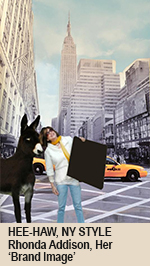 HEE-HAW, NY STYLE
Rhonda Addison, Her
‘Brand Image’